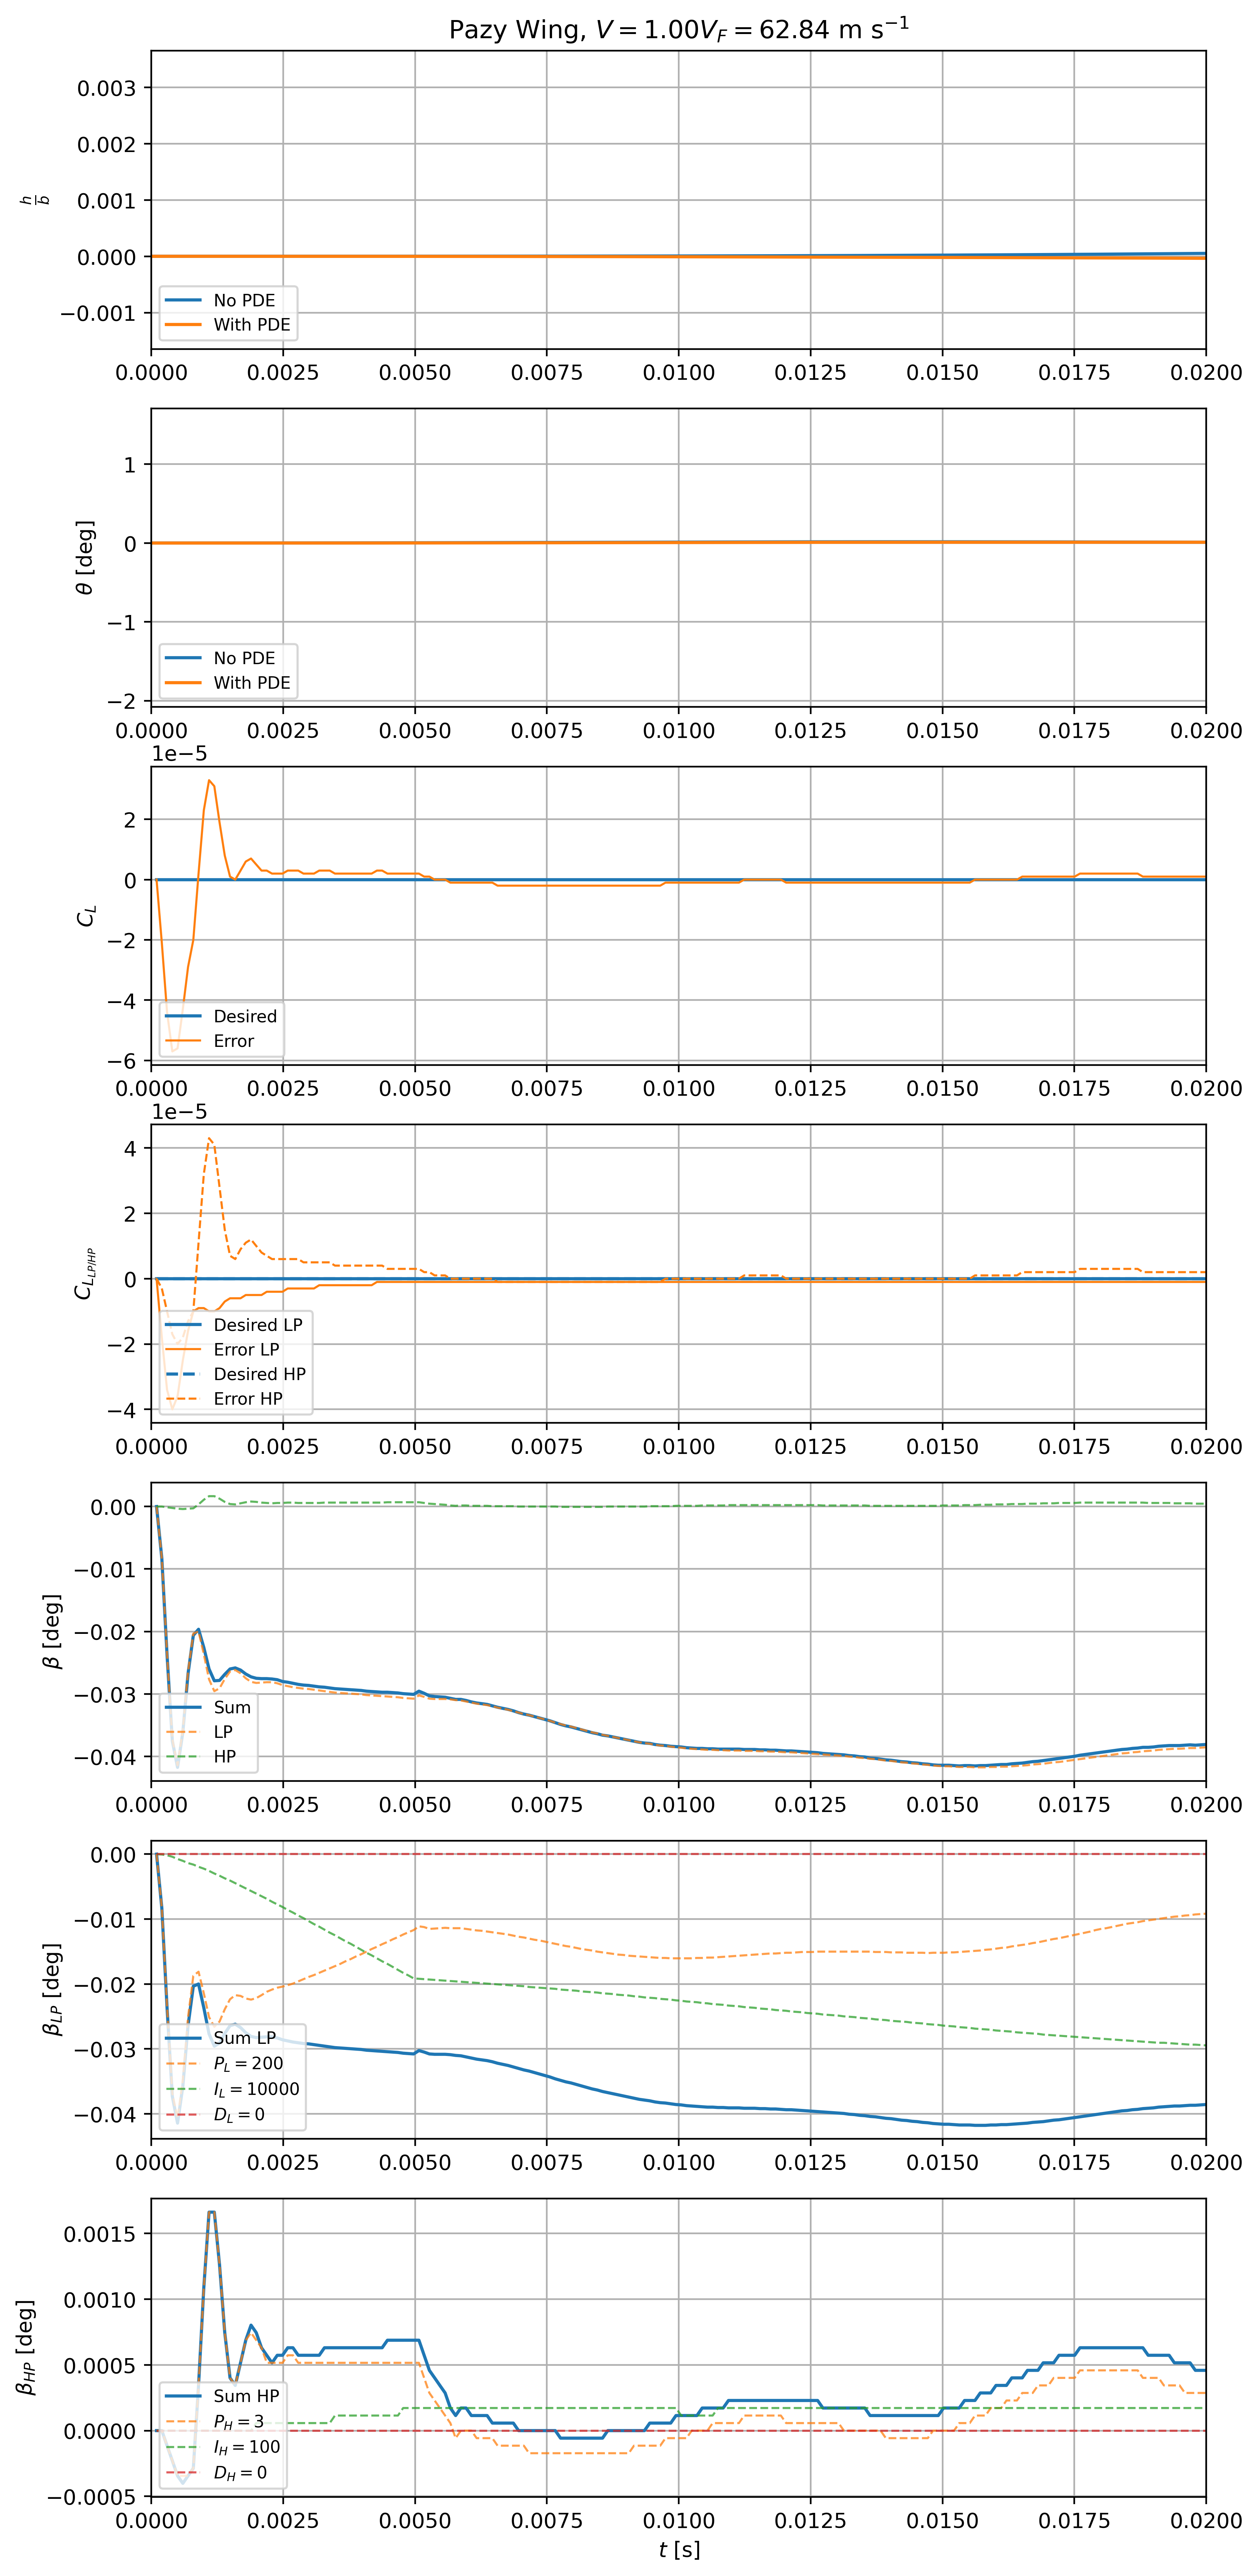 Pazy Wing, V = 1.00V_F = 62.84 m s⁻¹
h/b
0.003
0.002
0.001
0.000
−0.001
No PDE
With PDE
0.0000 0.0025 0.0050 0.0075 0.0100 0.0125 0.0150 0.0175 0.0200
θ [deg]
1
0
−1
−2
No PDE
With PDE
0.0000 0.0025 0.0050 0.0075 0.0100 0.0125 0.0150 0.0175 0.0200
1e−5
C_L
2
0
−2
−4
−6
Desired
Error
0.0000 0.0025 0.0050 0.0075 0.0100 0.0125 0.0150 0.0175 0.0200
1e−5
C_{L_{LP/HP}}
4
2
0
−2
−4
Desired LP
Error LP
Desired HP
Error HP
0.0000 0.0025 0.0050 0.0075 0.0100 0.0125 0.0150 0.0175 0.0200
β [deg]
0.00
−0.01
−0.02
−0.03
−0.04
Sum
LP
HP
0.0000 0.0025 0.0050 0.0075 0.0100 0.0125 0.0150 0.0175 0.0200
β_LP [deg]
0.00
−0.01
−0.02
−0.03
−0.04
Sum LP
P_L = 200
I_L = 10000
D_L = 0
0.0000 0.0025 0.0050 0.0075 0.0100 0.0125 0.0150 0.0175 0.0200
β_HP [deg]
0.0015
0.0010
0.0005
0.0000
−0.0005
Sum HP
P_H = 3
I_H = 100
D_H = 0
0.0000 0.0025 0.0050 0.0075 0.0100 0.0125 0.0150 0.0175 0.0200
t [s]